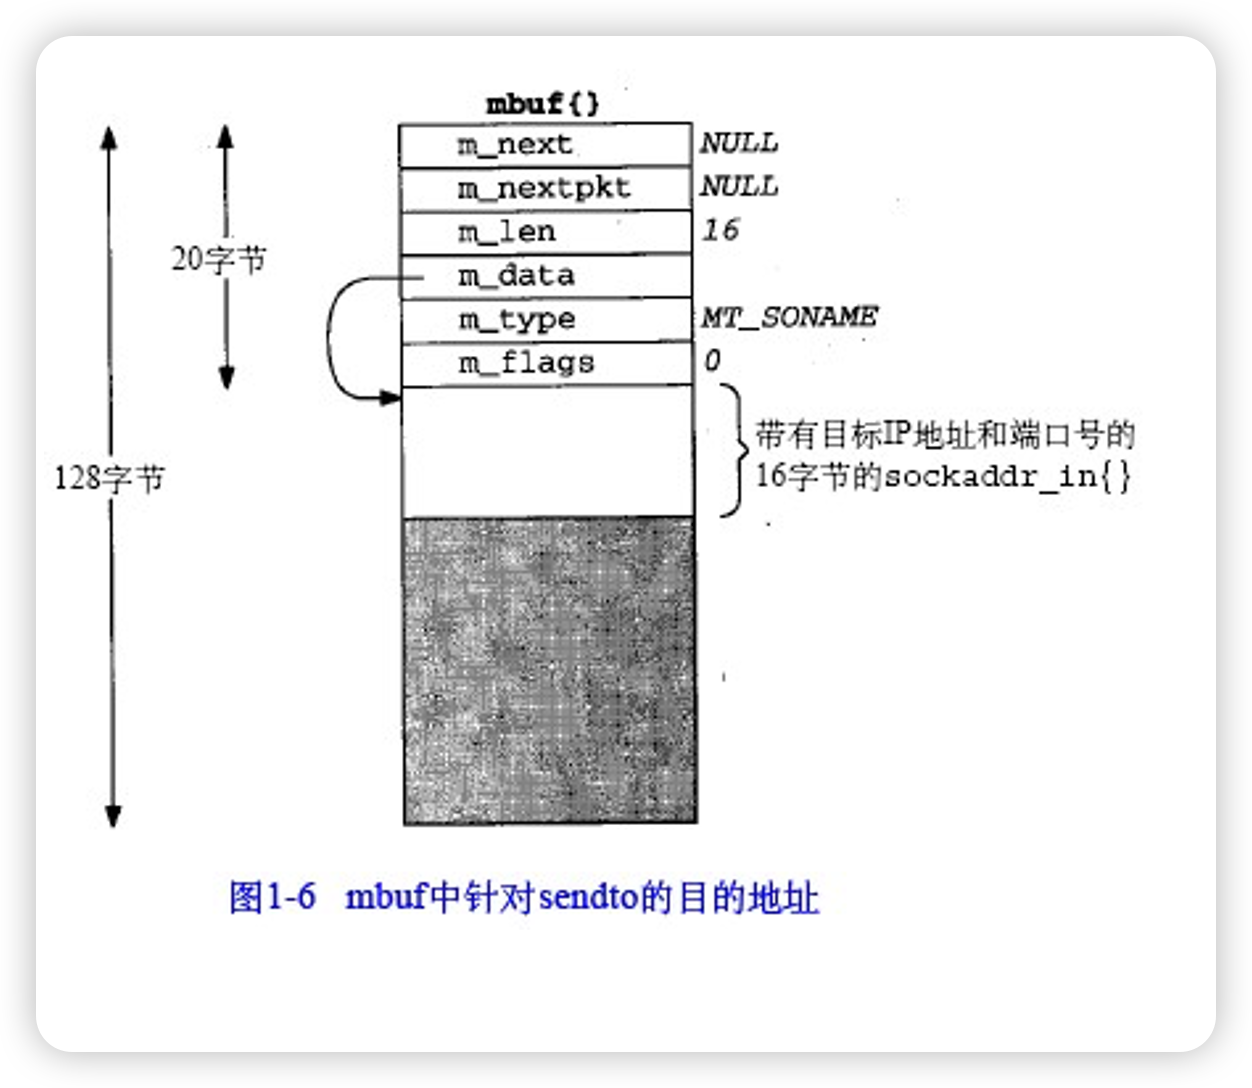 mbuf{}
m_next NULL
m_nextpkt NULL
m_len 16
20字节
m_data
m_type MT_SONAME
m_flags 0
带有目标IP地址和端口号的
16字节的sockaddr_in{}
128字节
图1-6 mbuf中针对sendto的目的地址